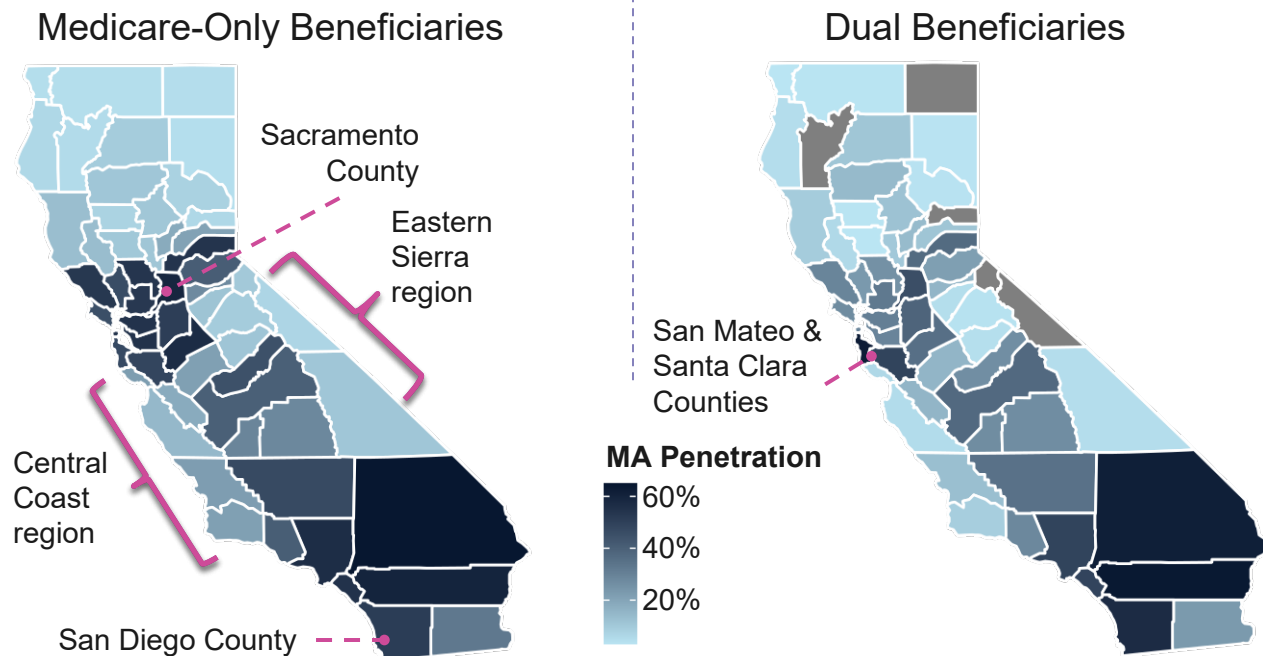 Medicare-Only Beneficiaries
Sacramento
County
Eastern
Sierra
region
Central
Coast
region
San Diego County
Dual Beneficiaries
San Mateo &
Santa Clara
Counties
MA Penetration
60%
40%
20%